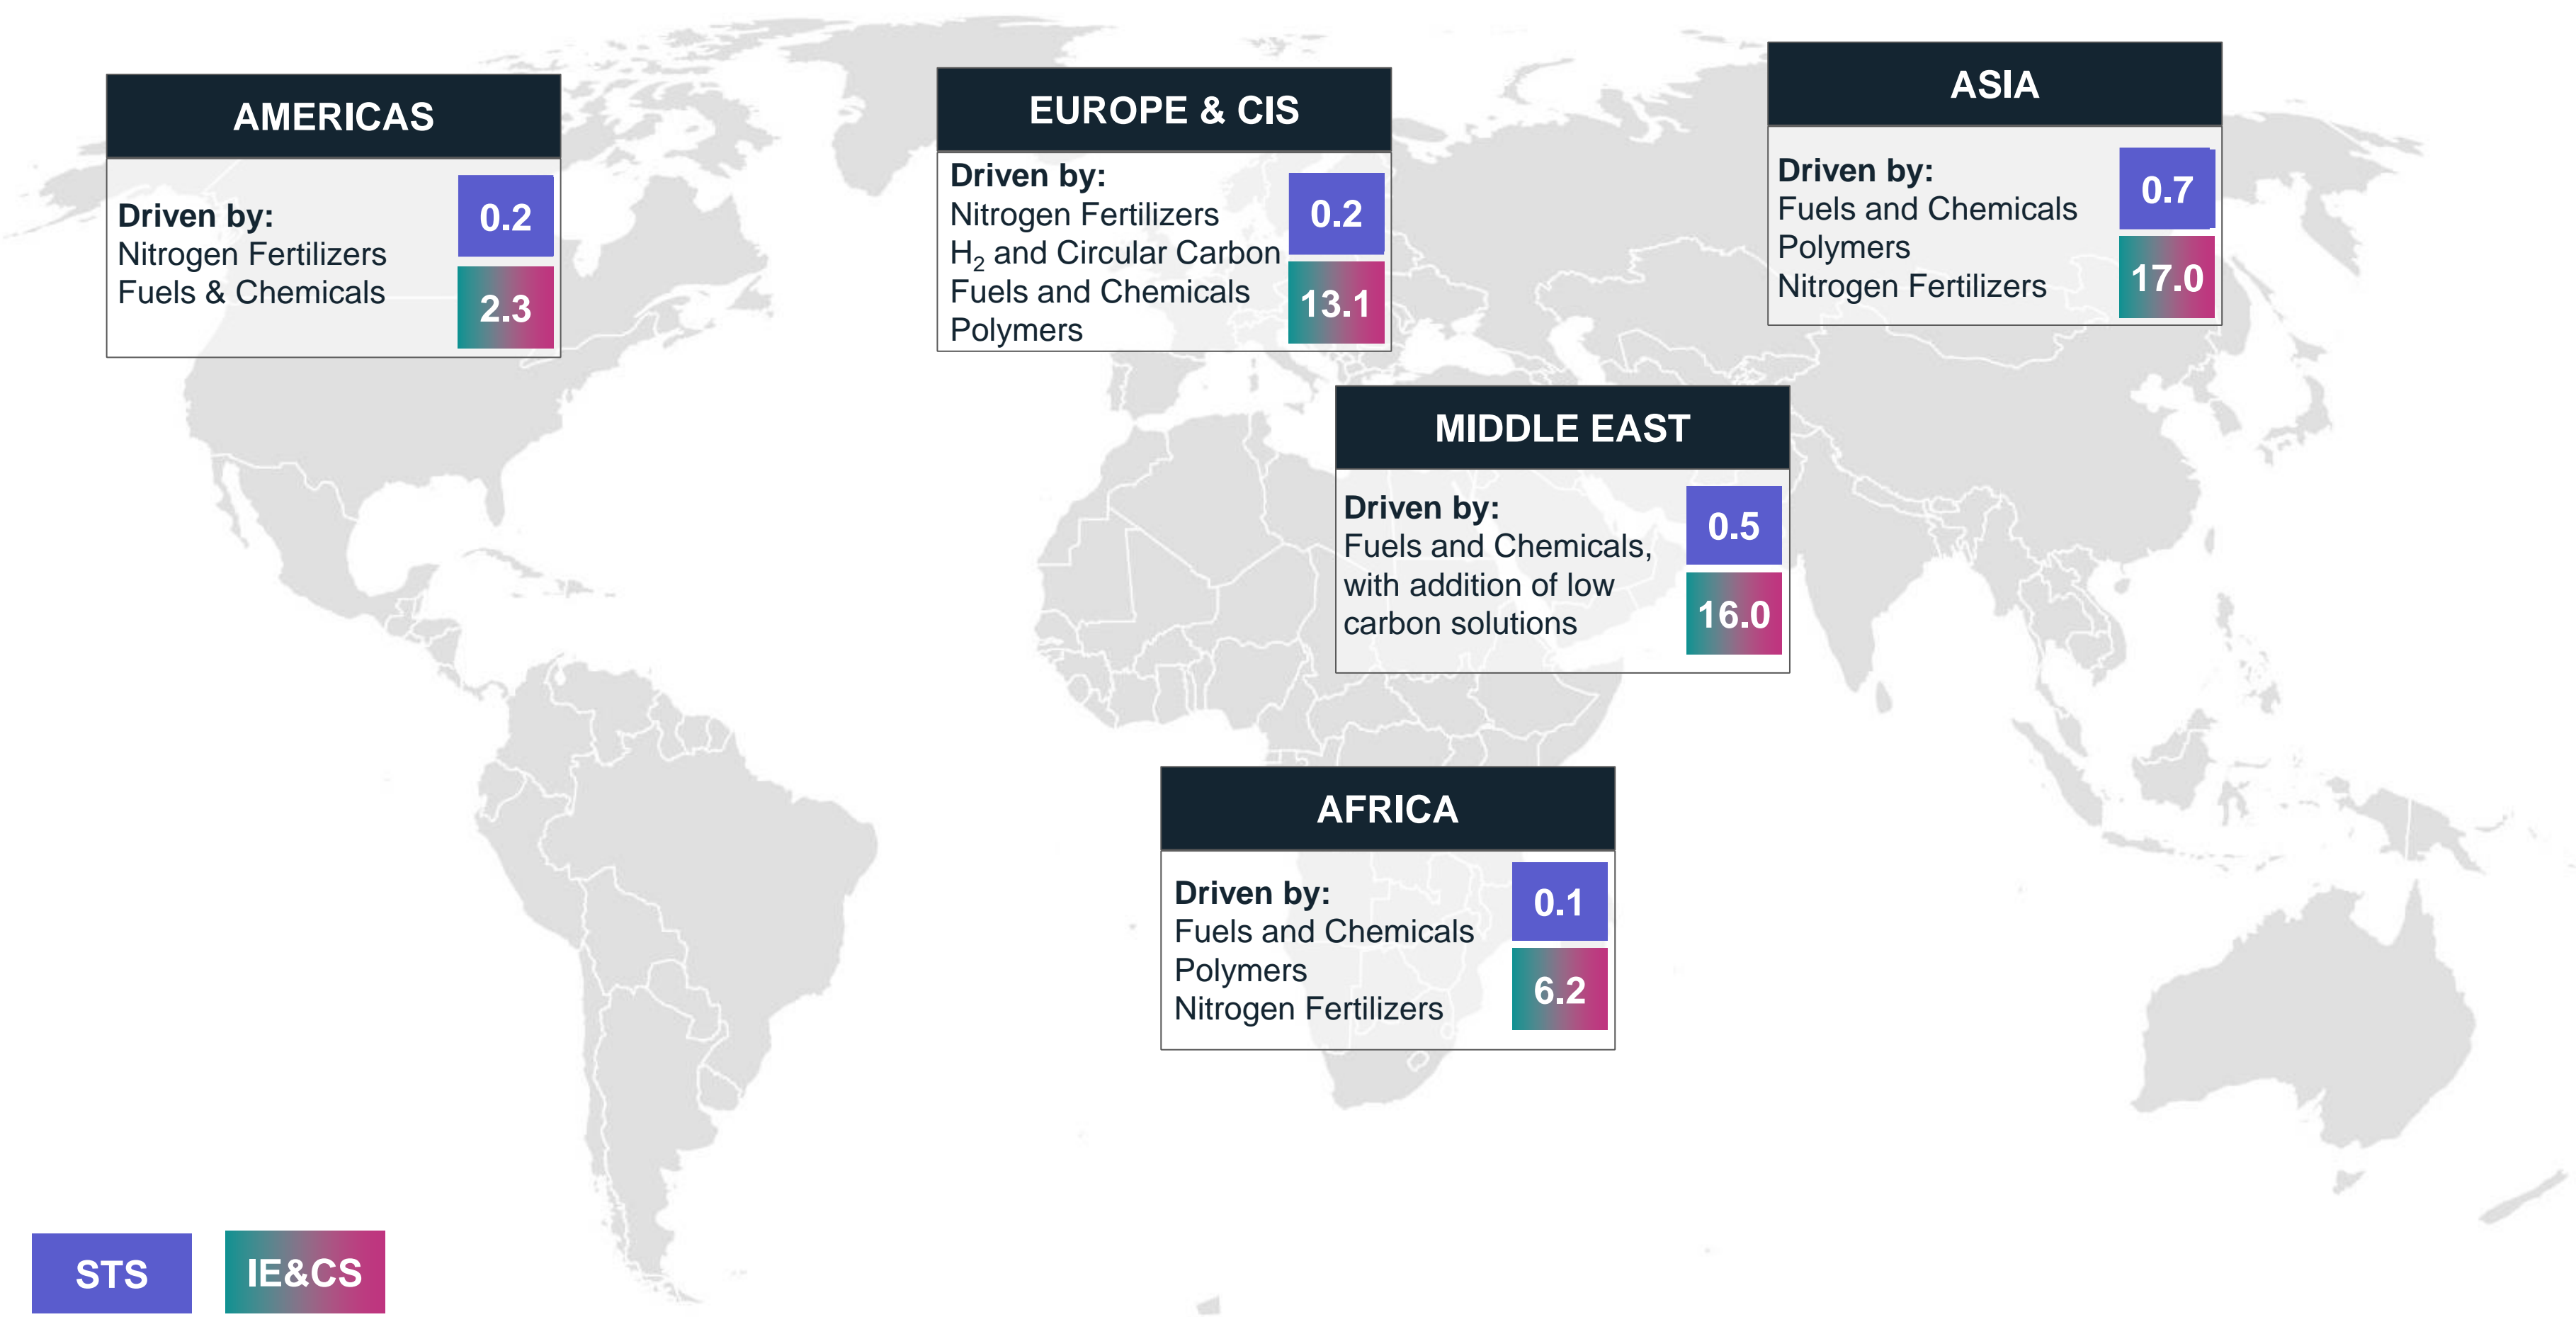 AMERICAS
Driven by:
Nitrogen Fertilizers
Fuels & Chemicals
0.2
2.3
EUROPE & CIS
Driven by:
Nitrogen Fertilizers
H₂ and Circular Carbon
Fuels and Chemicals
Polymers
0.2
13.1
ASIA
Driven by:
Fuels and Chemicals
Polymers
Nitrogen Fertilizers
0.7
17.0
MIDDLE EAST
Driven by:
Fuels and Chemicals,
with addition of low
carbon solutions
0.5
16.0
AFRICA
Driven by:
Fuels and Chemicals
Polymers
Nitrogen Fertilizers
0.1
6.2
STS
IE&CS